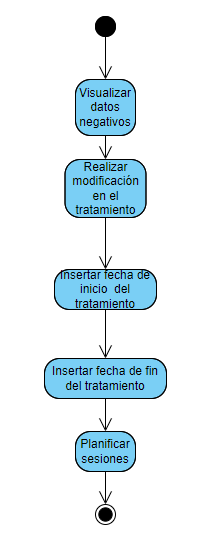 Visualizar
datos
negativos
Realizar
modificación
en el
tratamiento
Insertar fecha de
inicio del
tratamiento
Insertar fecha de fin
del tratamiento
Planificar
sesiones